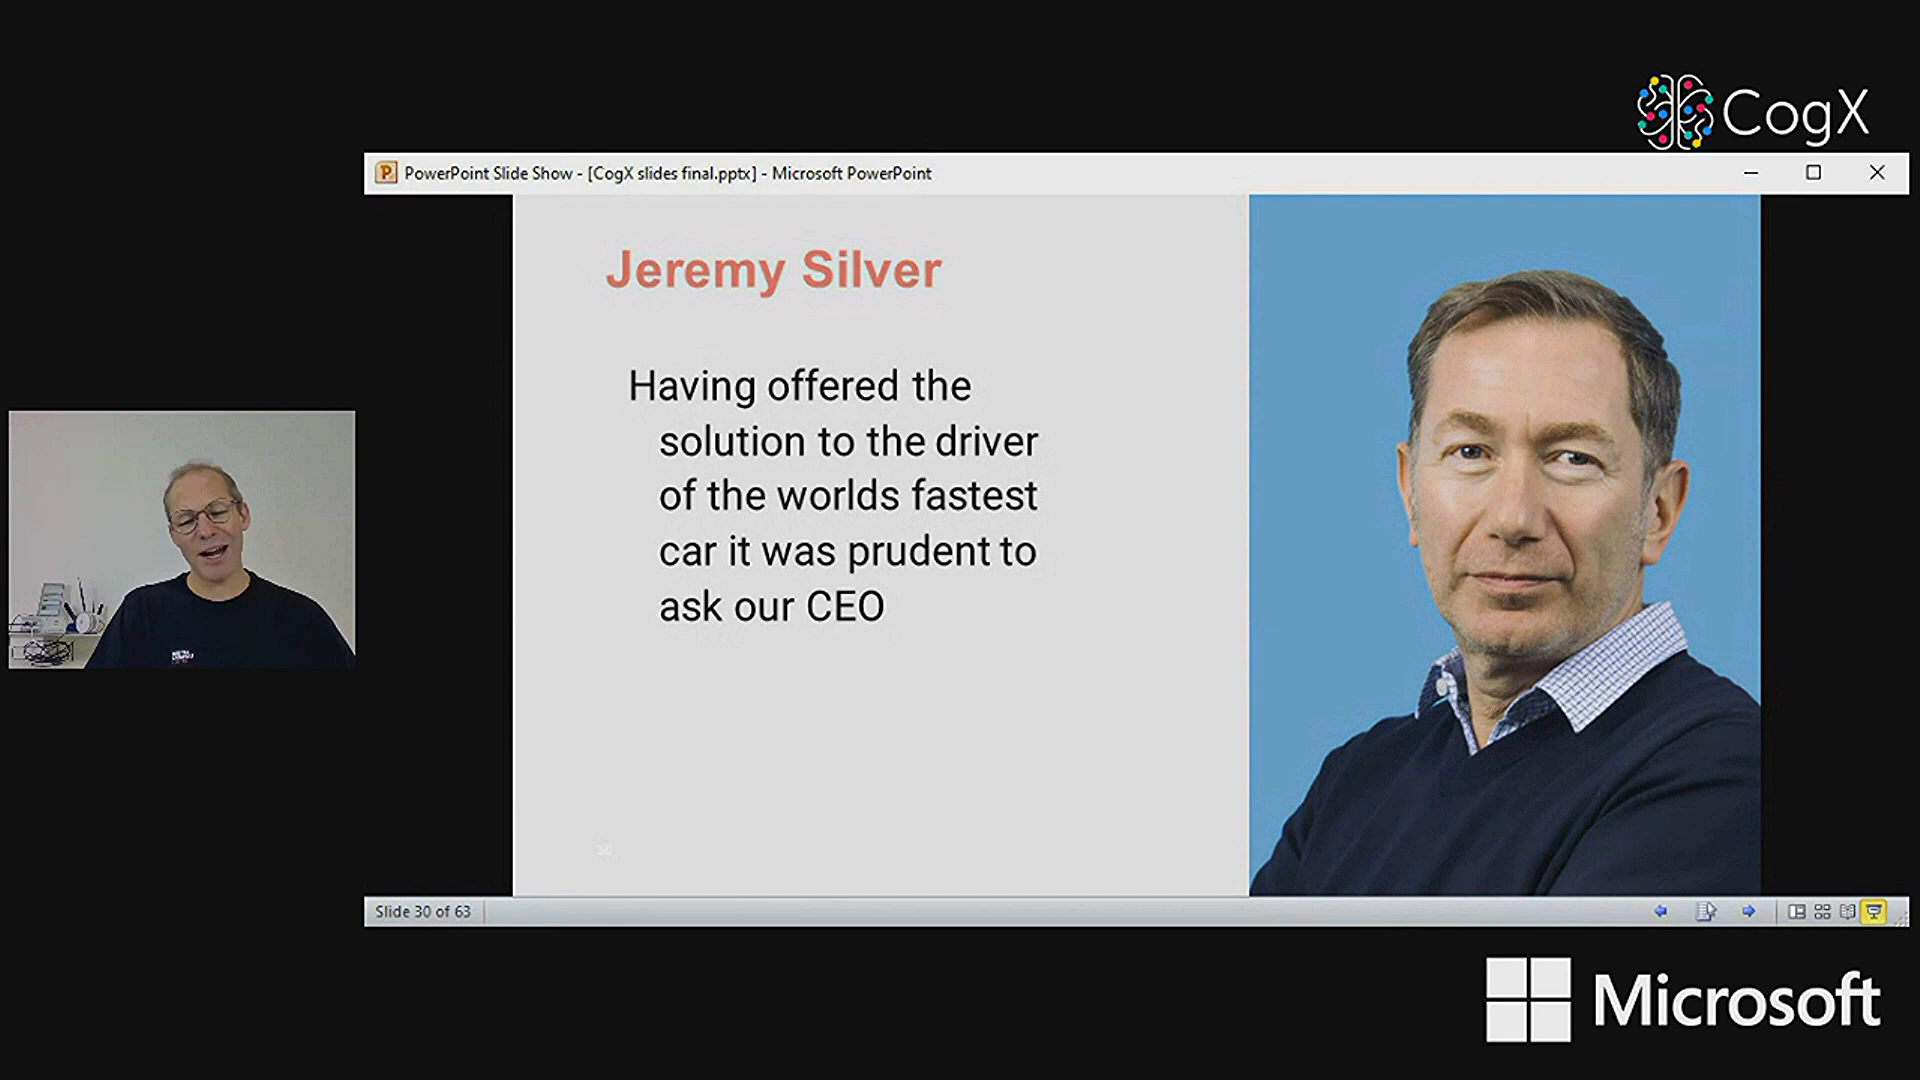 CogX
PowerPoint Slide Show - [CogX slides final.pptx] - Microsoft PowerPoint
Jeremy Silver
Having offered the
solution to the driver
of the worlds fastest
car it was prudent to
ask our CEO
30
Slide 30 of 63
Microsoft